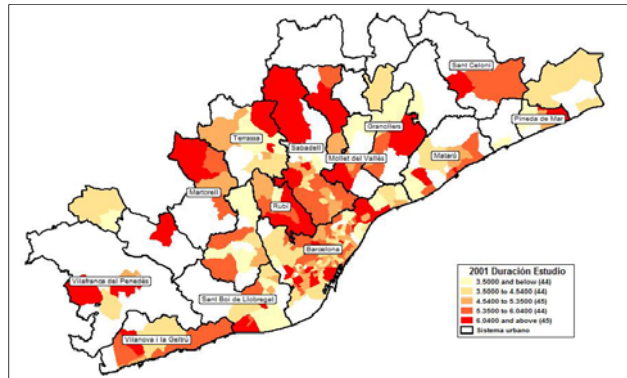 Sant Celoni
Pineda de Mar
Granollers
Terrassa
Sabadell
Mollet del Vallés
Mataró
Martorell
Rubí
Barcelona
Vilafranca del Penedés
Sant Boi de Llobregat
Vilanova i la Geltrú
2001 Duración Estudio
3.5000 and below (44)
3.5000 to 4.5400 (44)
4.5400 to 5.3500 (45)
5.3500 to 6.0400 (44)
6.0400 and above (45)
Sistema urbano